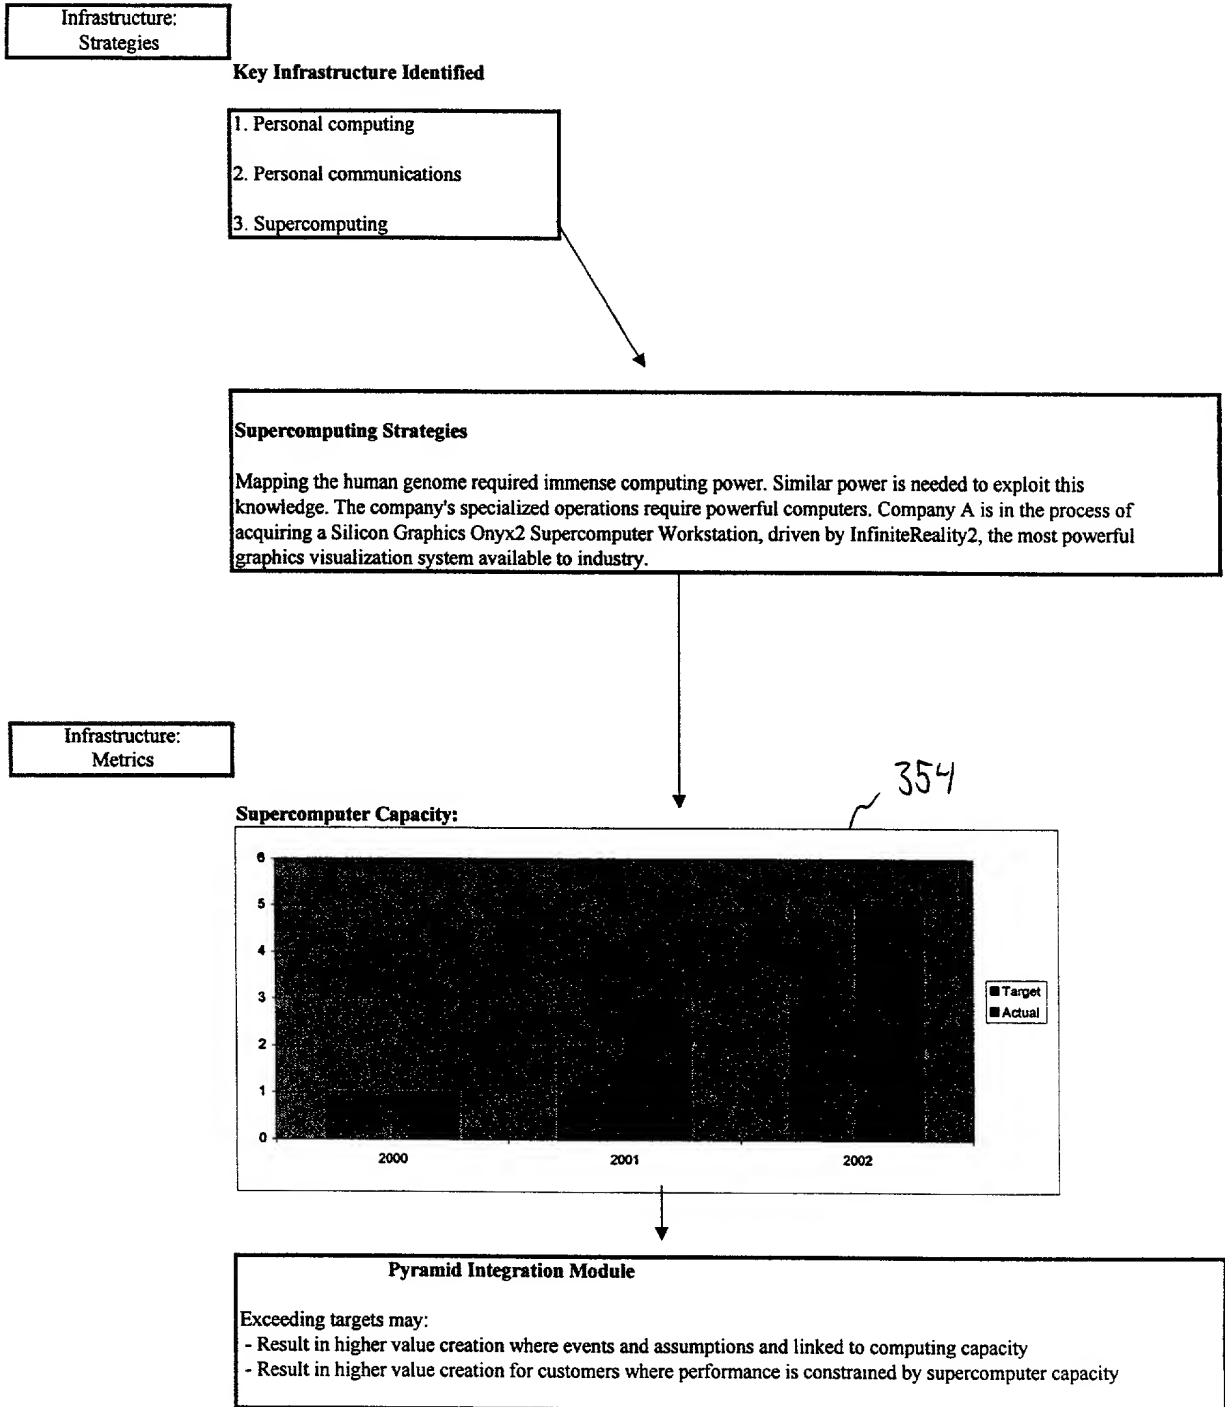 Infrastructure:
Strategies
Key Infrastructure Identified
1. Personal computing
2. Personal communications
3. Supercomputing
Supercomputing Strategies
Mapping the human genome required immense computing power. Similar power is needed to exploit this
knowledge. The company's specialized operations require powerful computers. Company A is in the process of
acquiring a Silicon Graphics Onyx2 Supercomputer Workstation, driven by InfiniteReality2, the most powerful
graphics visualization system available to industry.
Infrastructure:
Metrics
354
Supercomputer Capacity:
6
5
4
3
2
1
0
2000 2001 2002
Target
Actual
Pyramid Integration Module
Exceeding targets may:
- Result in higher value creation where events and assumptions and linked to computing capacity
- Result in higher value creation for customers where performance is constrained by supercomputer capacity